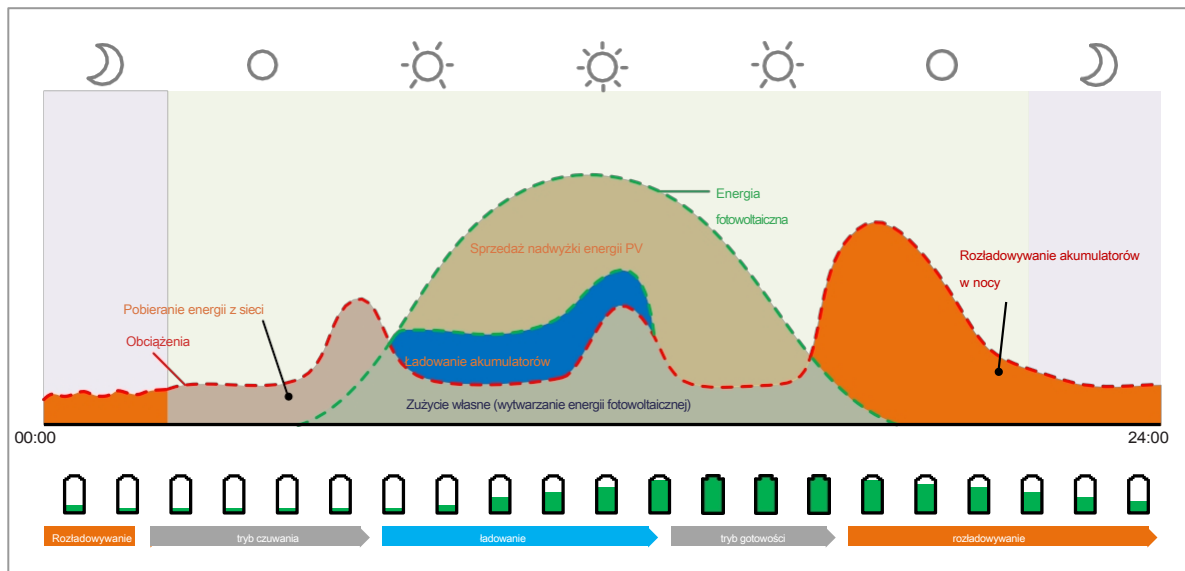 Energia
fotowoltaiczna
Sprzedaż nadwyżki energii PV
Rozładowywanie akumulatorów
w nocy
Pobieranie energii z sieci
Obciążenia
Ładowanie akumulatorów
Zużycie własne (wytwarzanie energii fotowoltaicznej)
00:00
24:00
Rozładowywanie
tryb czuwania
ładowanie
tryb gotowości
rozładowywanie